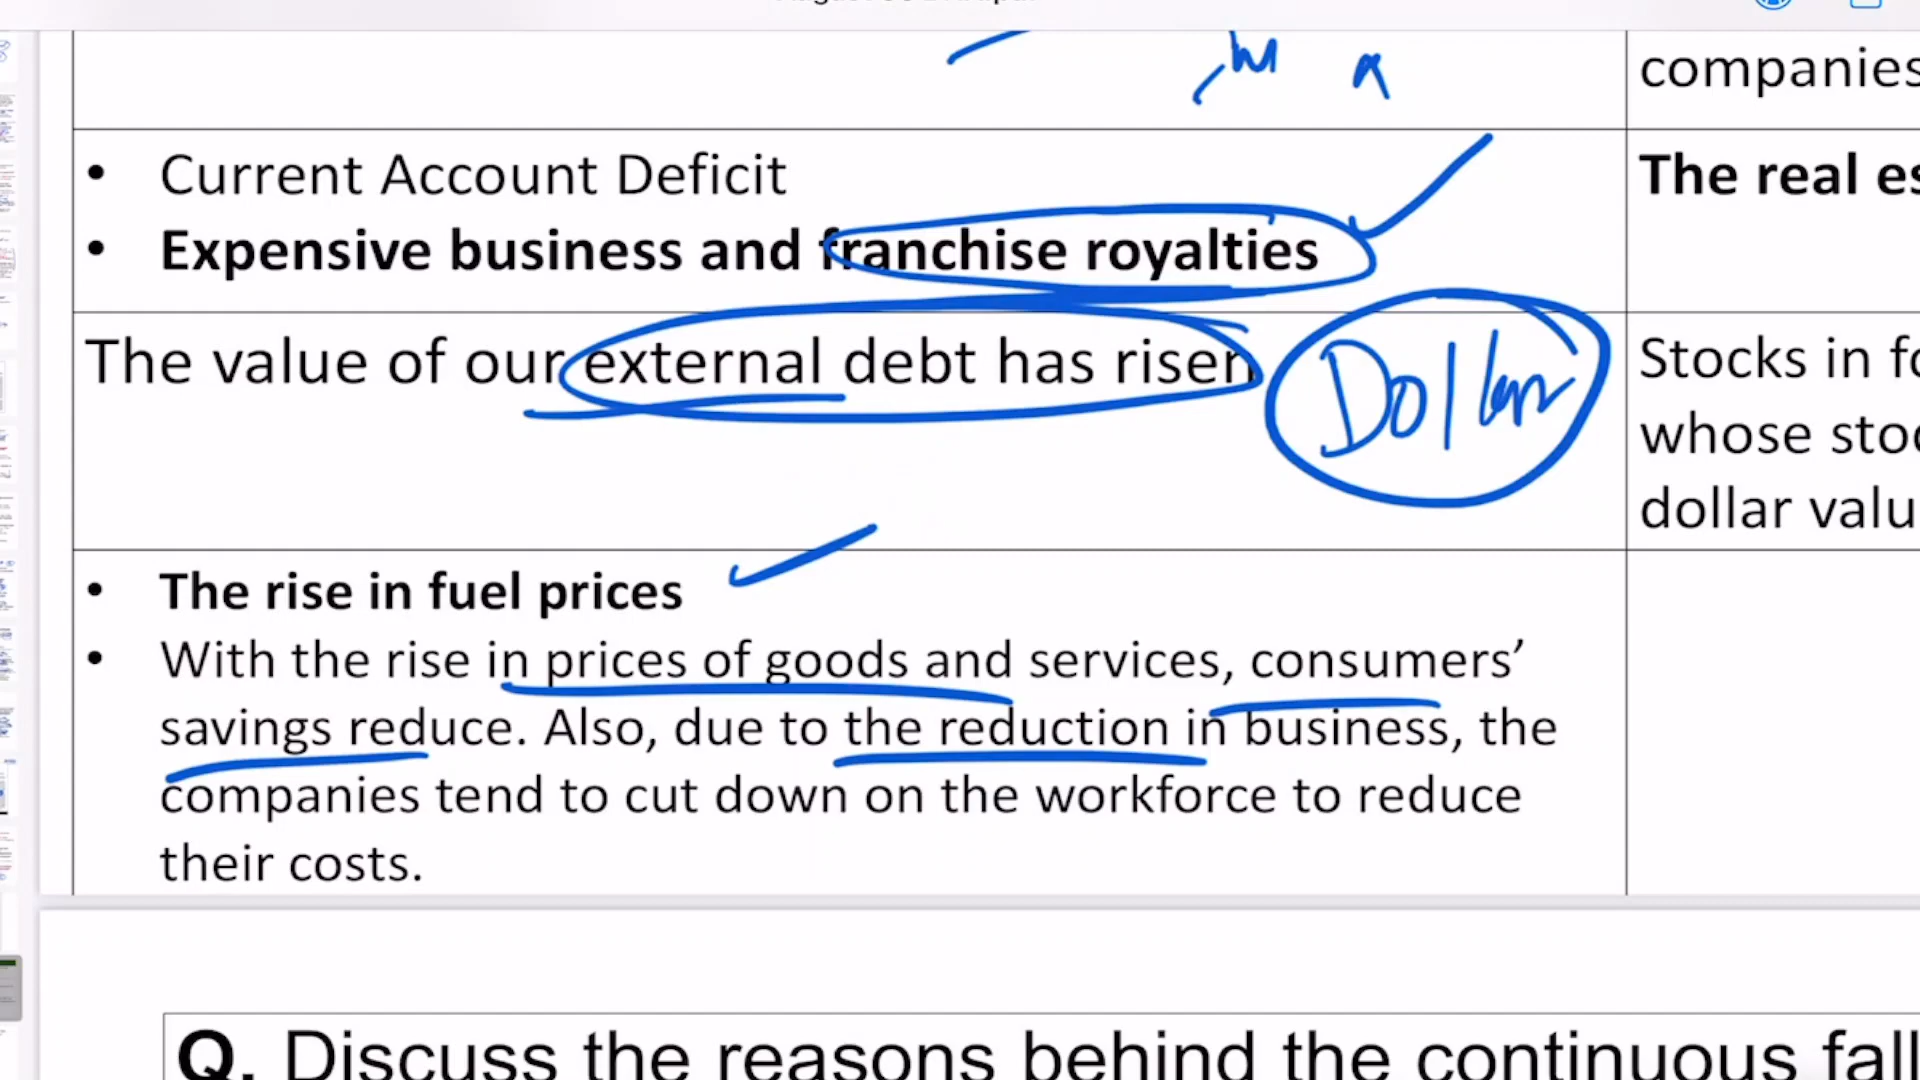 companies
• Current Account Deficit
• Expensive business and franchise royalties
The real es
The value of our external debt has risen
Dollar
Stocks in fo
whose stoc
dollar valu
• The rise in fuel prices
• With the rise in prices of goods and services, consumers’
savings reduce. Also, due to the reduction in business, the
companies tend to cut down on the workforce to reduce
their costs.
Q. Discuss the reasons behind the continuous fall